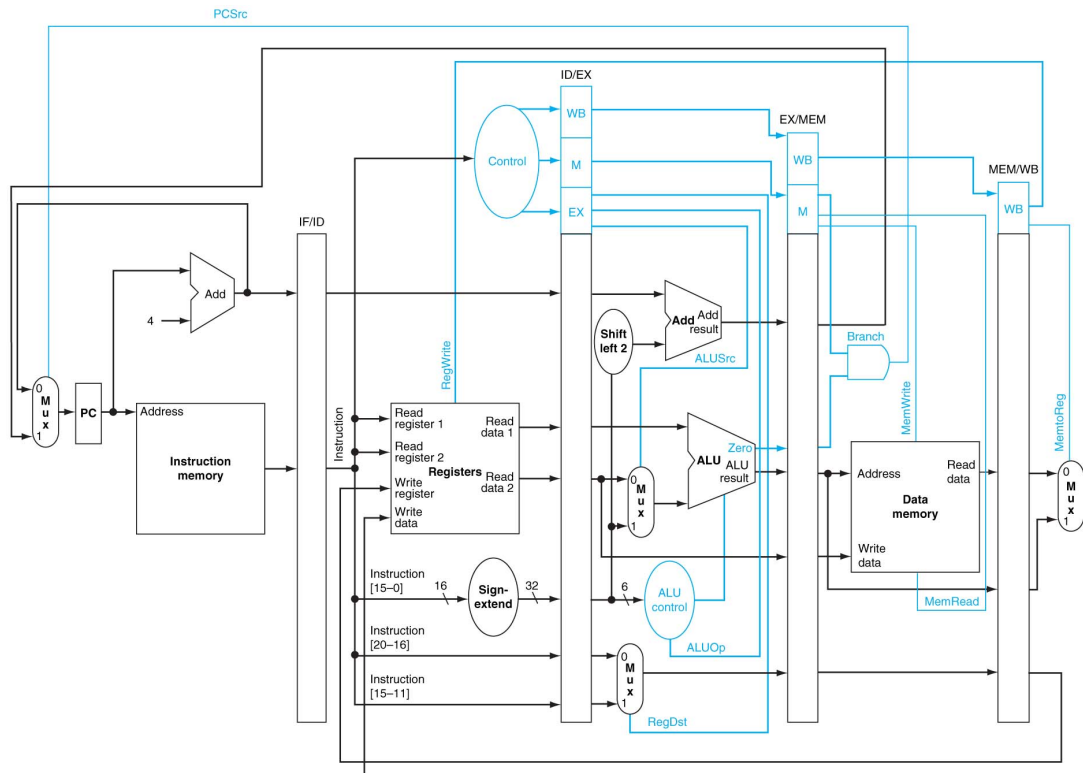 PCSrc
ID/EX
WB
EX/MEM
Control
M
WB
MEM/WB
EX
M
WB
IF/ID
Add
4
Add
Add
result
Shift
left 2
Branch
ALUSrc
RegWrite
MemWrite
MemtoReg
0
M
u
x
1
PC
Address
Instruction
memory
Instruction
Read
register 1
Read
data 1
Read
register 2
Registers
Read
data 2
Write
register
Write
data
0
M
u
x
1
Zero
ALU
ALU
result
Address
Read
data
Data
memory
Write
data
0
M
u
x
1
MemRead
Instruction
[15–0]
16
Sign-
extend
32
6
ALU
control
ALUOp
Instruction
[20–16]
Instruction
[15–11]
0
M
u
x
1
RegDst